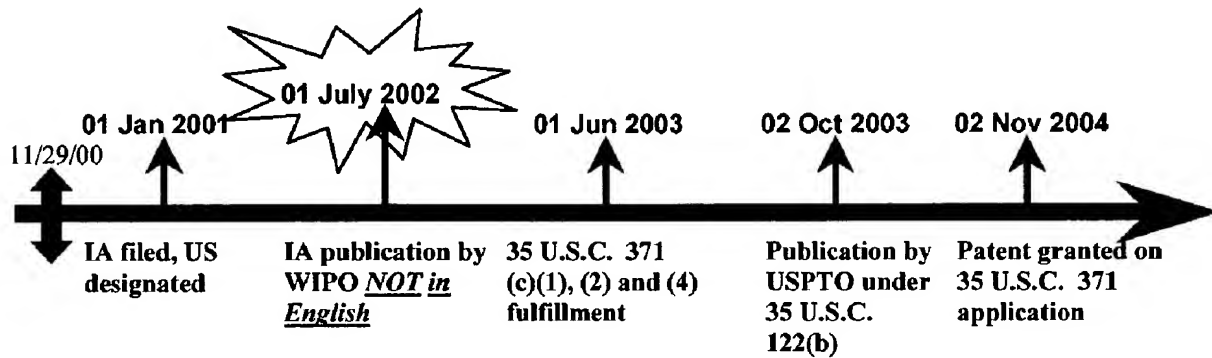 01 July 2002
01 Jan 2001
01 Jun 2003
02 Oct 2003
02 Nov 2004
11/29/00
IA filed, US
designated
IA publication by
WIPO NOT in
English
35 U.S.C. 371
(c)(1), (2) and (4)
fulfillment
Publication by
USPTO under
35 U.S.C.
122(b)
Patent granted on
35 U.S.C. 371
application